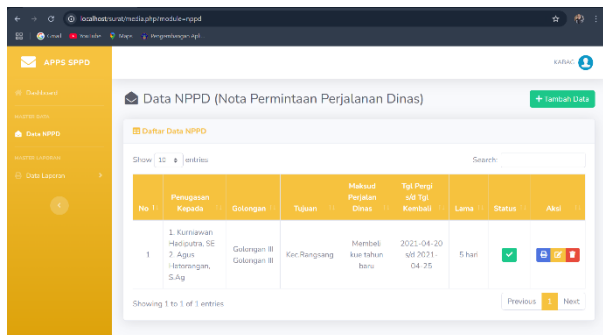 localhost/surat/media.php?module=nppd
Gmail YouTube Maps Pengembangan Apl...
APPS SPPD
KABAG
Dashboard
MASTER DATA
Data NPPD
MASTER LAPORAN
Data Laporan
Data NPPD (Nota Permintaan Perjalanan Dinas)
+ Tambah Data
Daftar Data NPPD
Show 10 entries
Search:
No
Penugasan Kepada
Golongan
Tujuan
Maksud Perjalan Dinas
Tgl Pergi s/d Tgl Kembali
Lama
Status
Aksi
1
1. Kurniawan
Hadiputra, SE
2. Agus
S.Ag
Golongan III
Golongan III
Kec.Rangsang
Membeli
kue tahun
baru
2021-04-20
s/d 2021-
04-25
5 hari
Showing 1 to 1 of 1 entries
Previous 1 Next